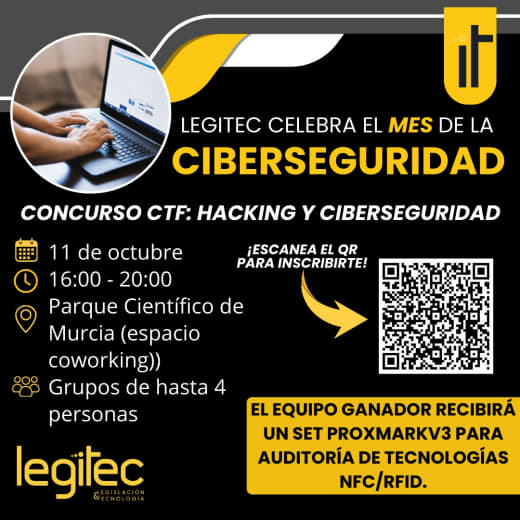 it
LEGITEC CELEBRA EL MES DE LA
CIBERSEGURIDAD
CONCURSO CTF: HACKING Y CIBERSEGURIDAD
11 de octubre
16:00 - 20:00
Parque Científico de
Murcia (espacio
coworking))
Grupos de hasta 4
personas
¡ESCANEA EL QR
PARA INSCRIBIRTE!
EL EQUIPO GANADOR RECIBIRÁ
UN SET PROXMARKV3 PARA
AUDITORÍA DE TECNOLOGÍAS
NFC/RFID.
legitec
LEGISLACIÓN
&TECNOLOGÍA